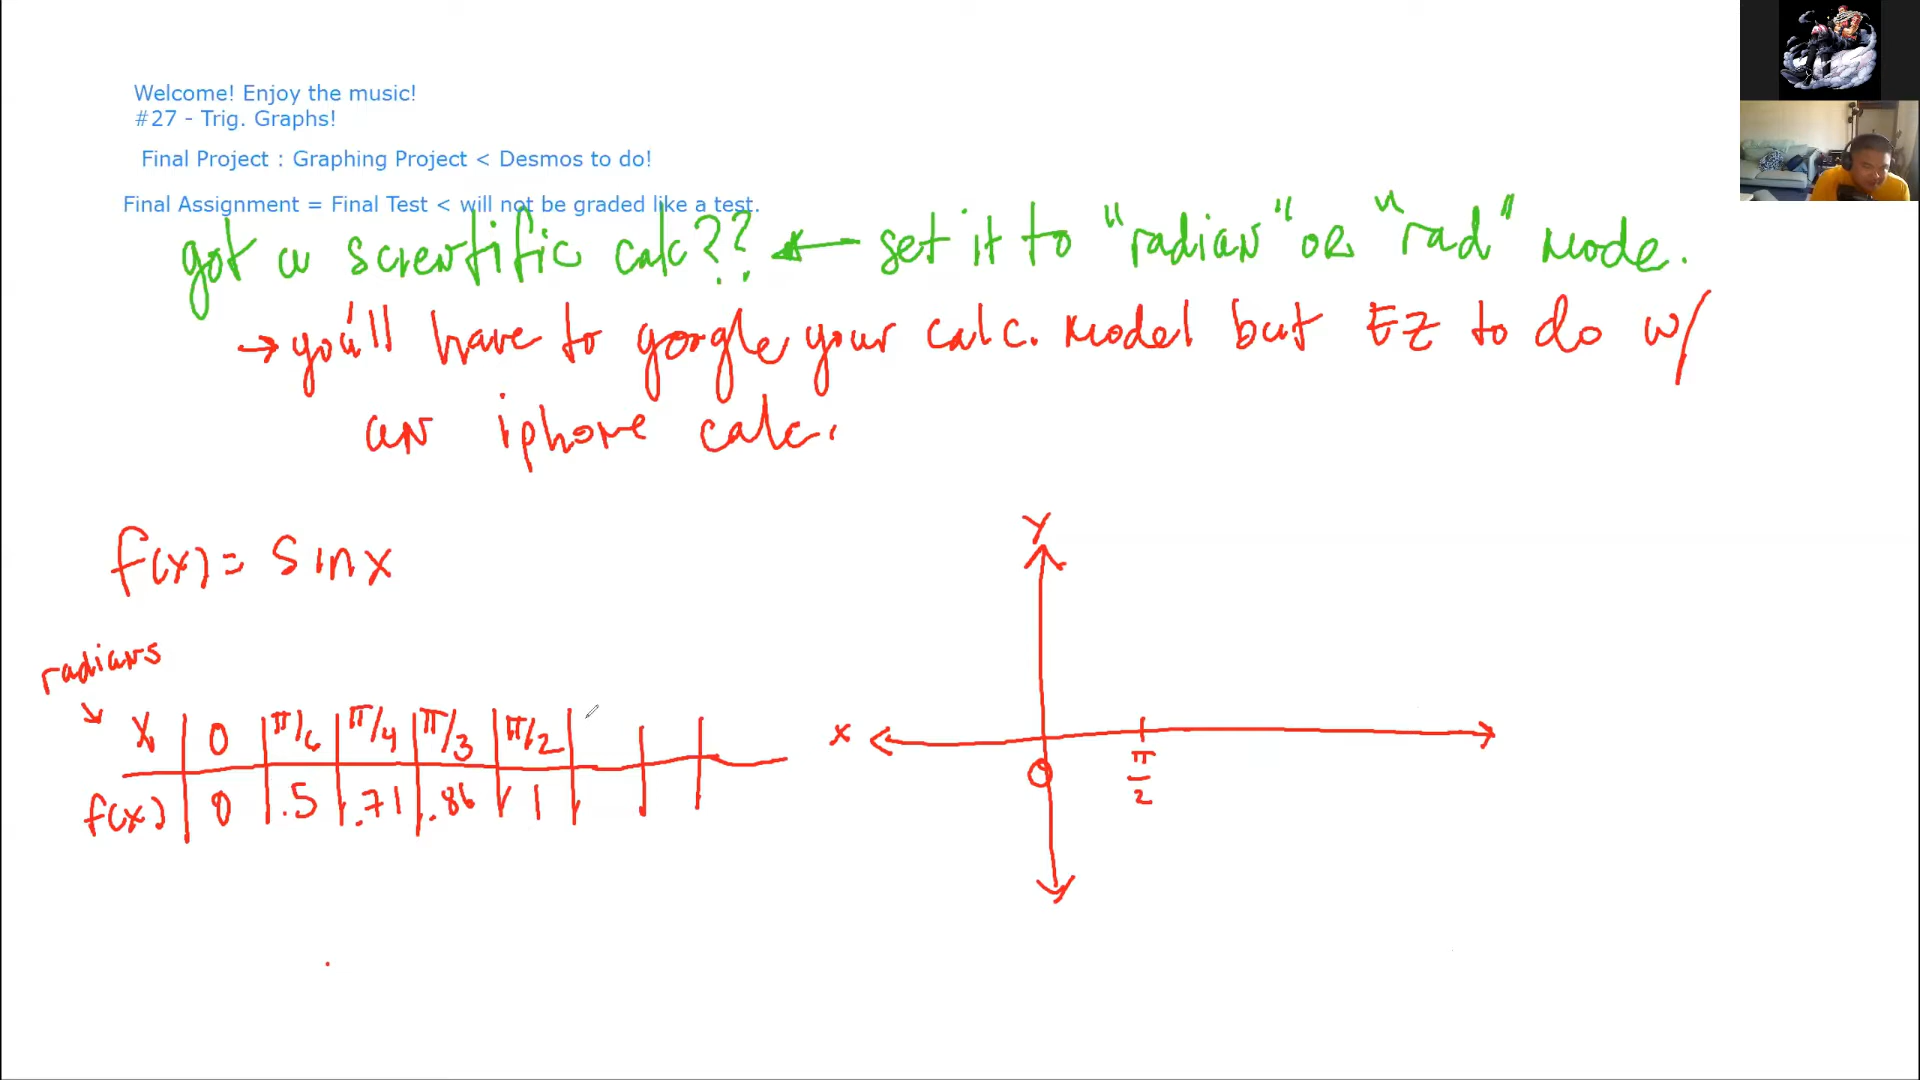 Welcome! Enjoy the music!
#27 - Trig. Graphs!
Final Project : Graphing Project < Desmos to do!
Final Assignment = Final Test < will not be graded like a test.
got a scientific calc?? ← set it to "radian" or "rad" mode.
→ you'll have to google your calc. model but EZ to do w/
an iphone calc.
f(x) = sin x
radians
x 0 π/6 π/4 π/3 π/2
f(x) 0 .5 .71 .86 1
y
x
0
π/2